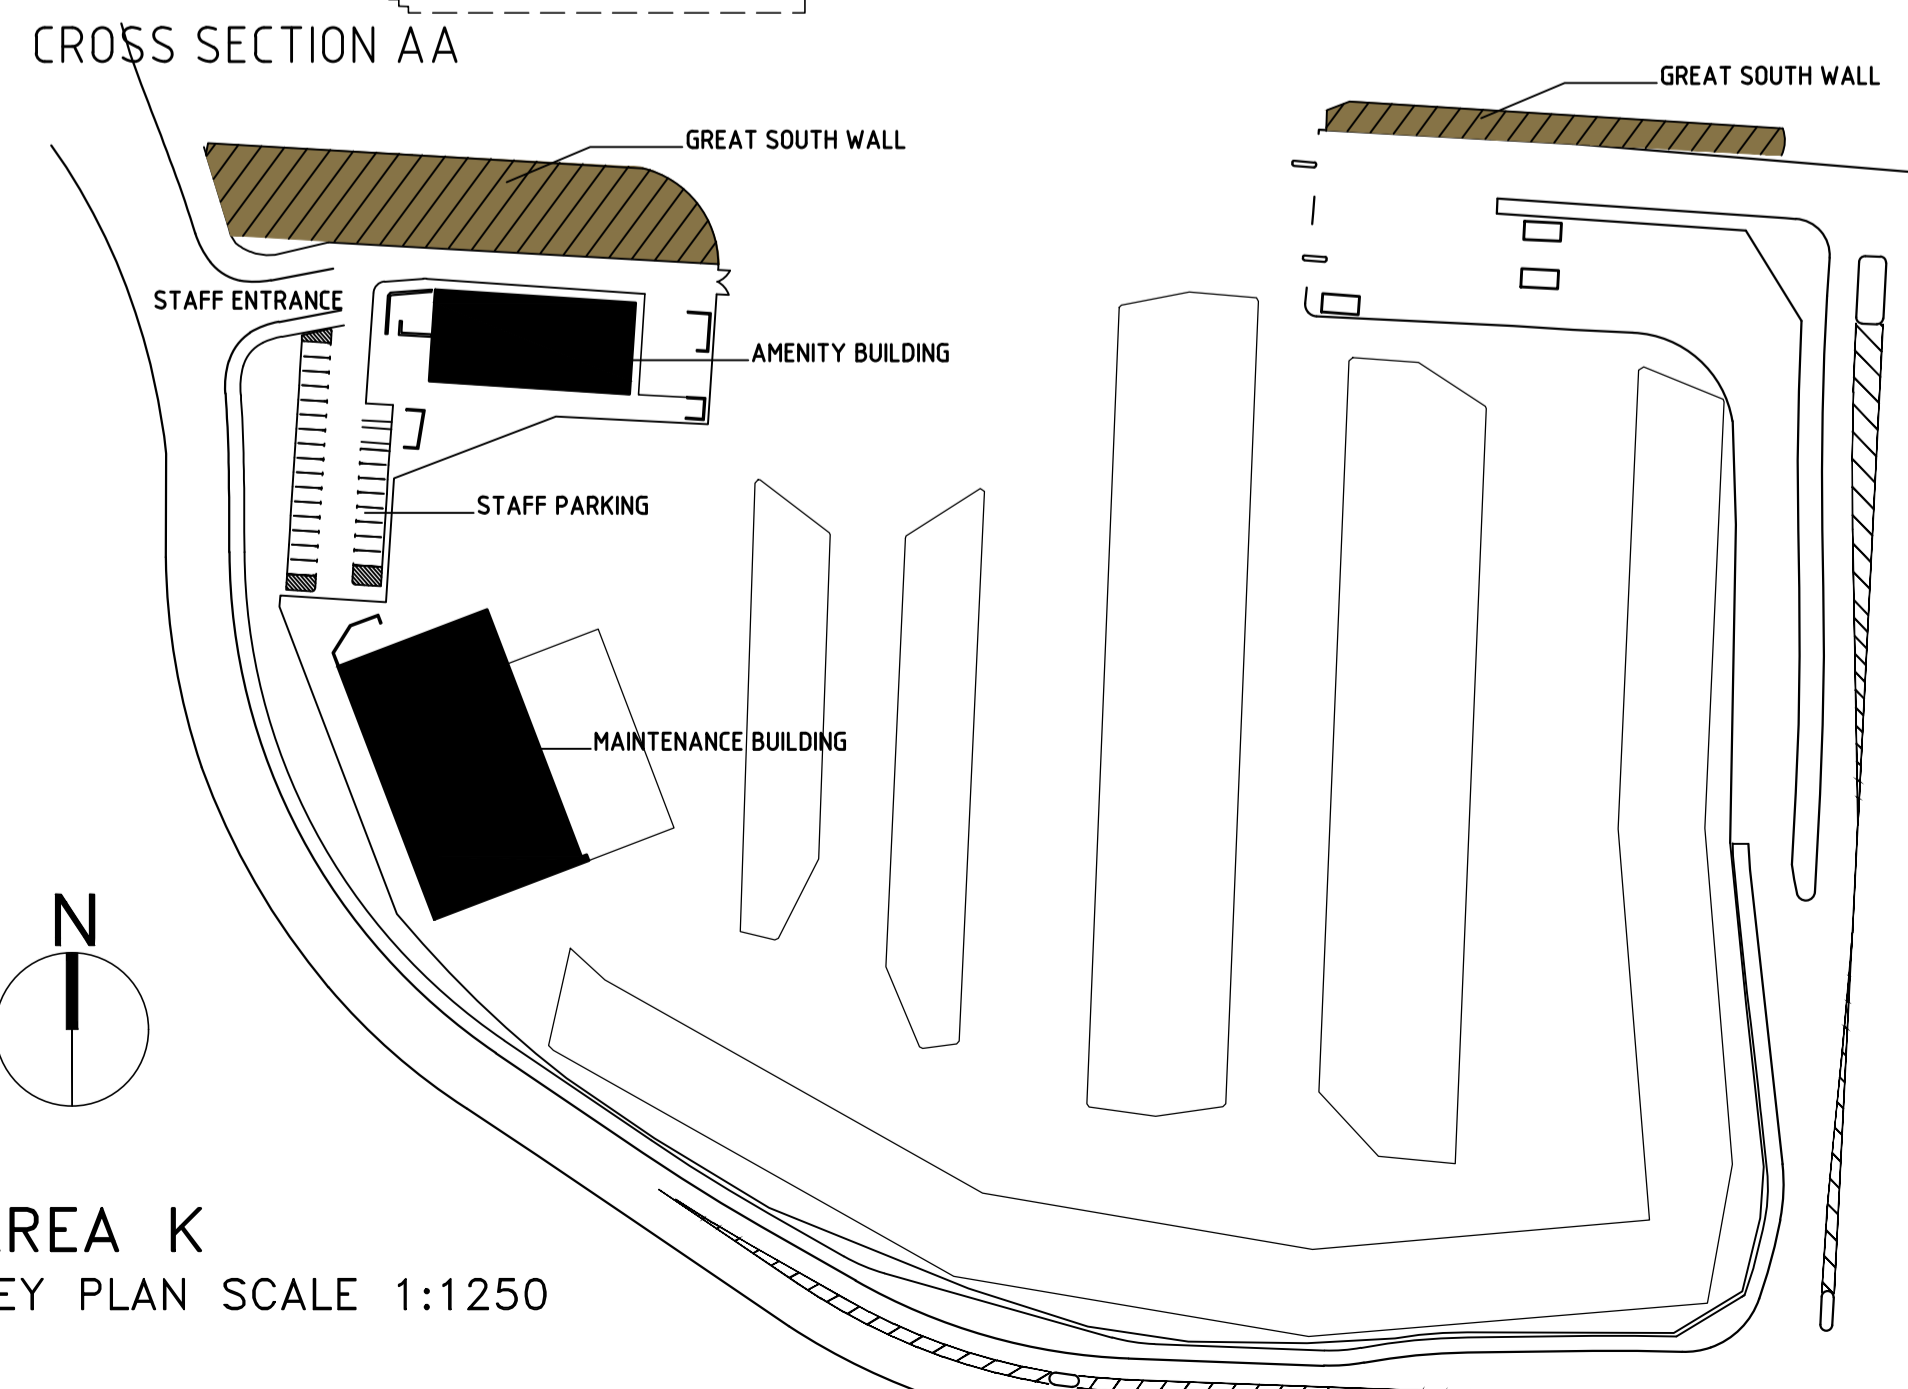 CROSS SECTION AA
GREAT SOUTH WALL
GREAT SOUTH WALL
STAFF ENTRANCE
AMENITY BUILDING
STAFF PARKING
MAINTENANCE BUILDING
N
REA K
EY PLAN SCALE 1:1250